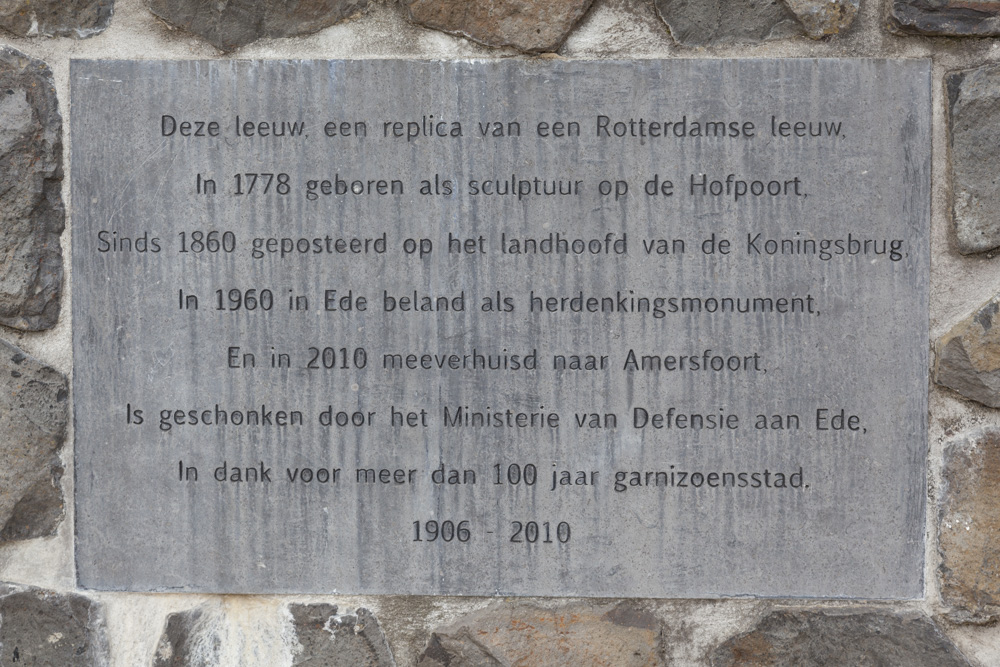 Deze leeuw, een replica van een Rotterdamse leeuw,
In 1778 geboren als sculptuur op de Hofpoort,
Sinds 1860 geposteerd op het landhoofd van de Koningsbrug,
In 1960 in Ede beland als herdenkingsmonument,
En in 2010 meeverhuisd naar Amersfoort,
Is geschonken door het Ministerie van Defensie aan Ede,
In dank voor meer dan 100 jaar garnizoensstad.
1906 - 2010